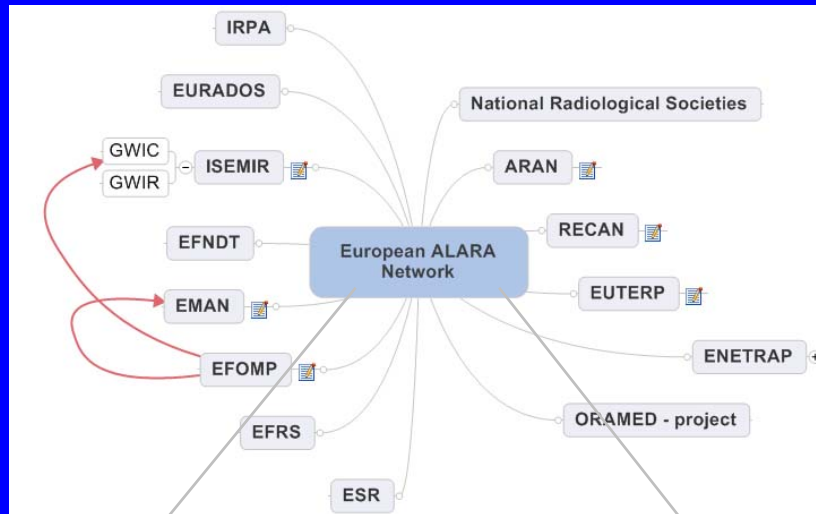 IRPA
EURADOS
GWIC
GWIR
ISEMIR
EFNDT
EMAN
EFOMP
EFRS
ESR
European ALARA
Network
National Radiological Societies
ARAN
RECAN
EUTERP
ENETRAP
ORAMED - project